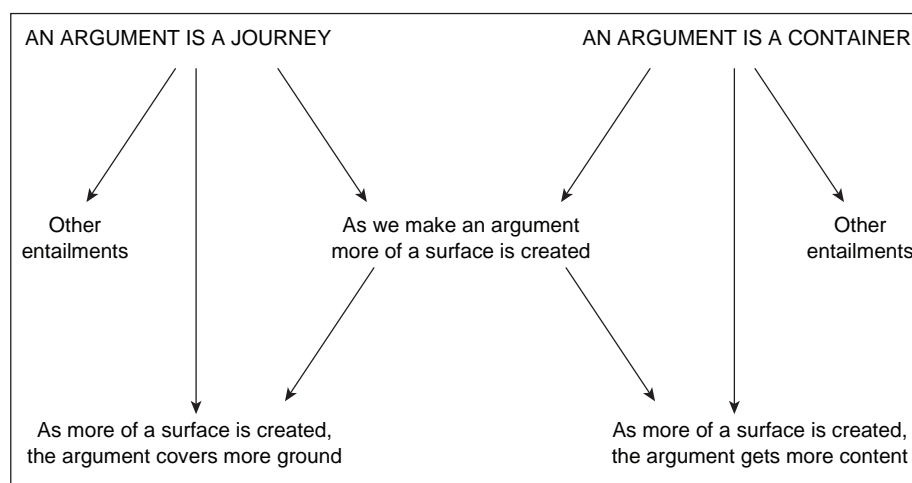 AN ARGUMENT IS A JOURNEY
AN ARGUMENT IS A CONTAINER
Other
entailments
As we make an argument
more of a surface is created
Other
entailments
As more of a surface is created,
the argument covers more ground
As more of a surface is created,
the argument gets more content